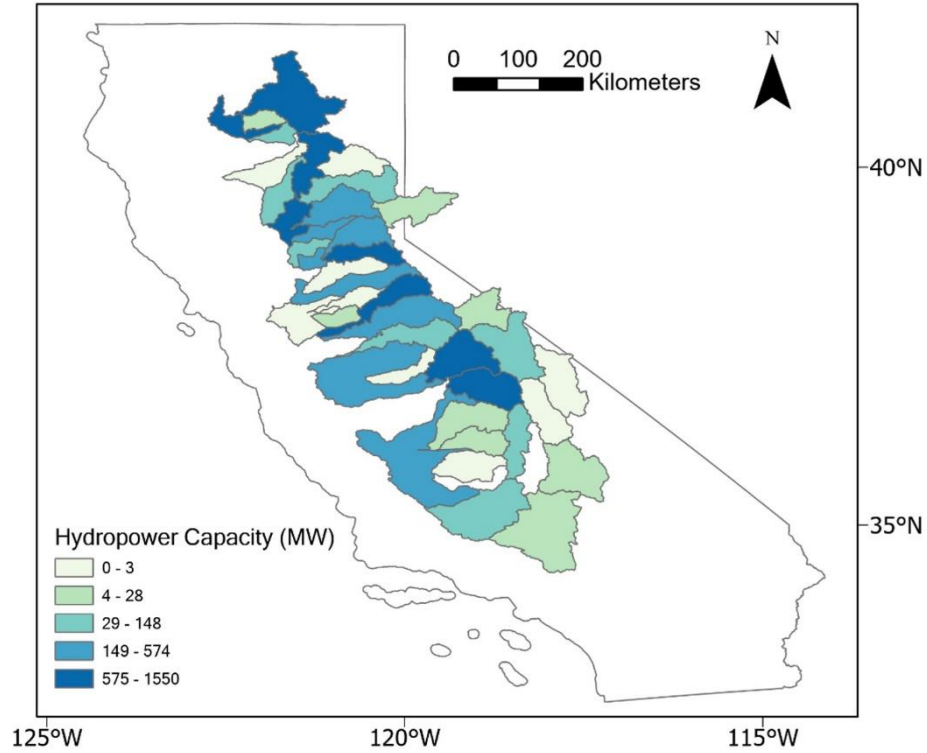 N
0 100 200
Kilometers
40°N
35°N
Hydropower Capacity (MW)
0 - 3
4 - 28
29 - 148
149 - 574
575 - 1550
125°W 120°W 115°W